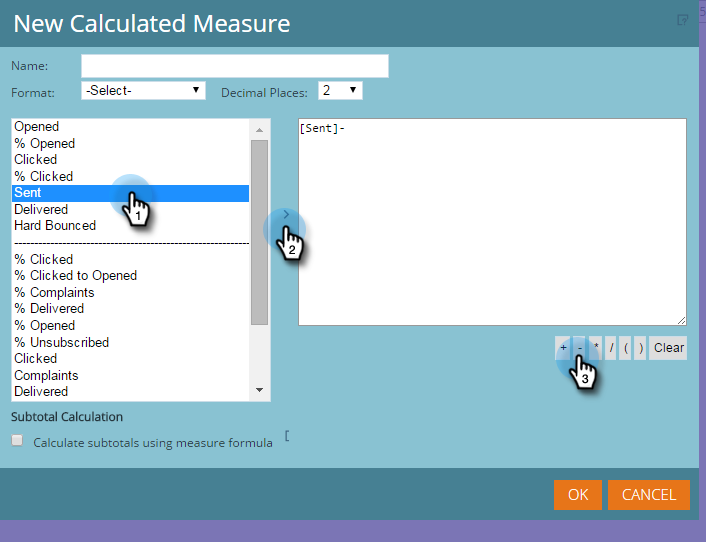 New Calculated Measure
Name:
Format: -Select- Decimal Places: 2
Opened
% Opened
Clicked
% Clicked
Sent
Delivered
Hard Bounced
% Clicked
% Clicked to Opened
% Complaints
% Delivered
% Opened
% Unsubscribed
Clicked
Complaints
Delivered
1
>
2
[Sent]-
+ - * / ( ) Clear
3
Subtotal Calculation
Calculate subtotals using measure formula
OK CANCEL